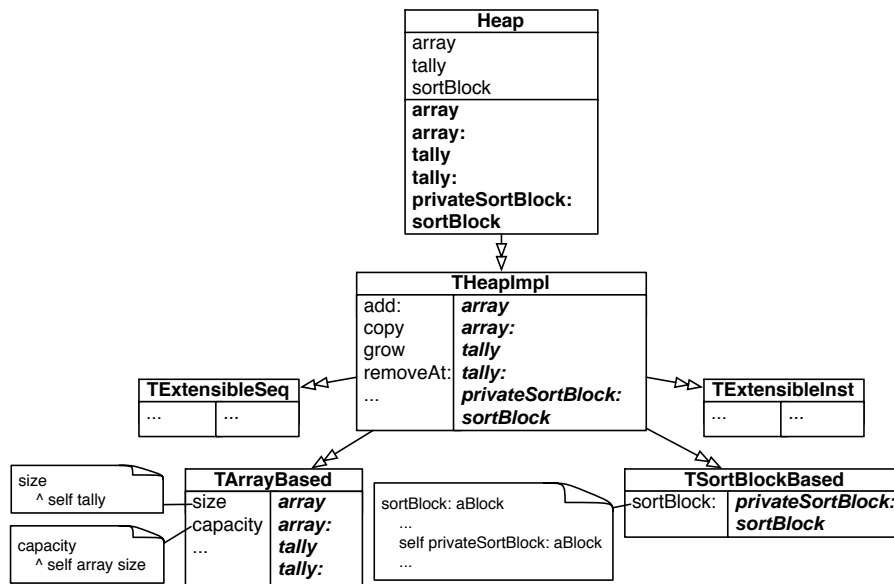 Heap
array
tally
sortBlock
array
array:
tally
tally:
privateSortBlock:
sortBlock
THeapImpl
add:
copy
grow
removeAt:
...
array
array:
tally
tally:
privateSortBlock:
sortBlock
TExtensibleSeq
... ...
TExtensibleInst
... ...
TArrayBased
size
capacity
...
array
array:
tally
tally:
TSortBlockBased
sortBlock:
privateSortBlock:
sortBlock
size
^ self tally
capacity
^ self array size
sortBlock: aBlock
...
self privateSortBlock: aBlock
...